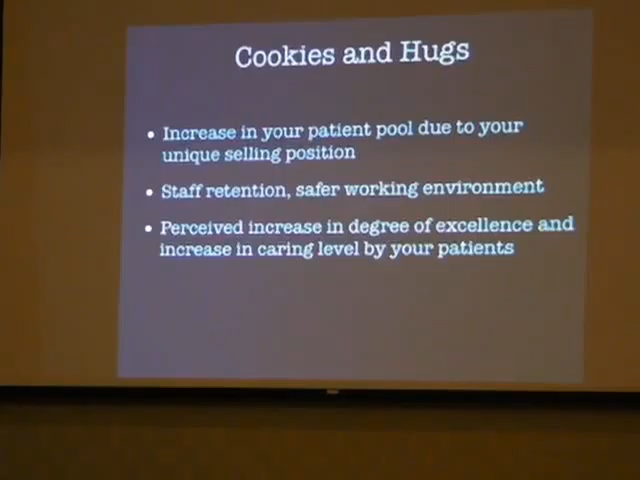 Cookies and Hugs
• Increase in your patient pool due to your
unique selling position
• Staff retention, safer working environment
• Perceived increase in degree of excellence and
increase in caring level by your patients